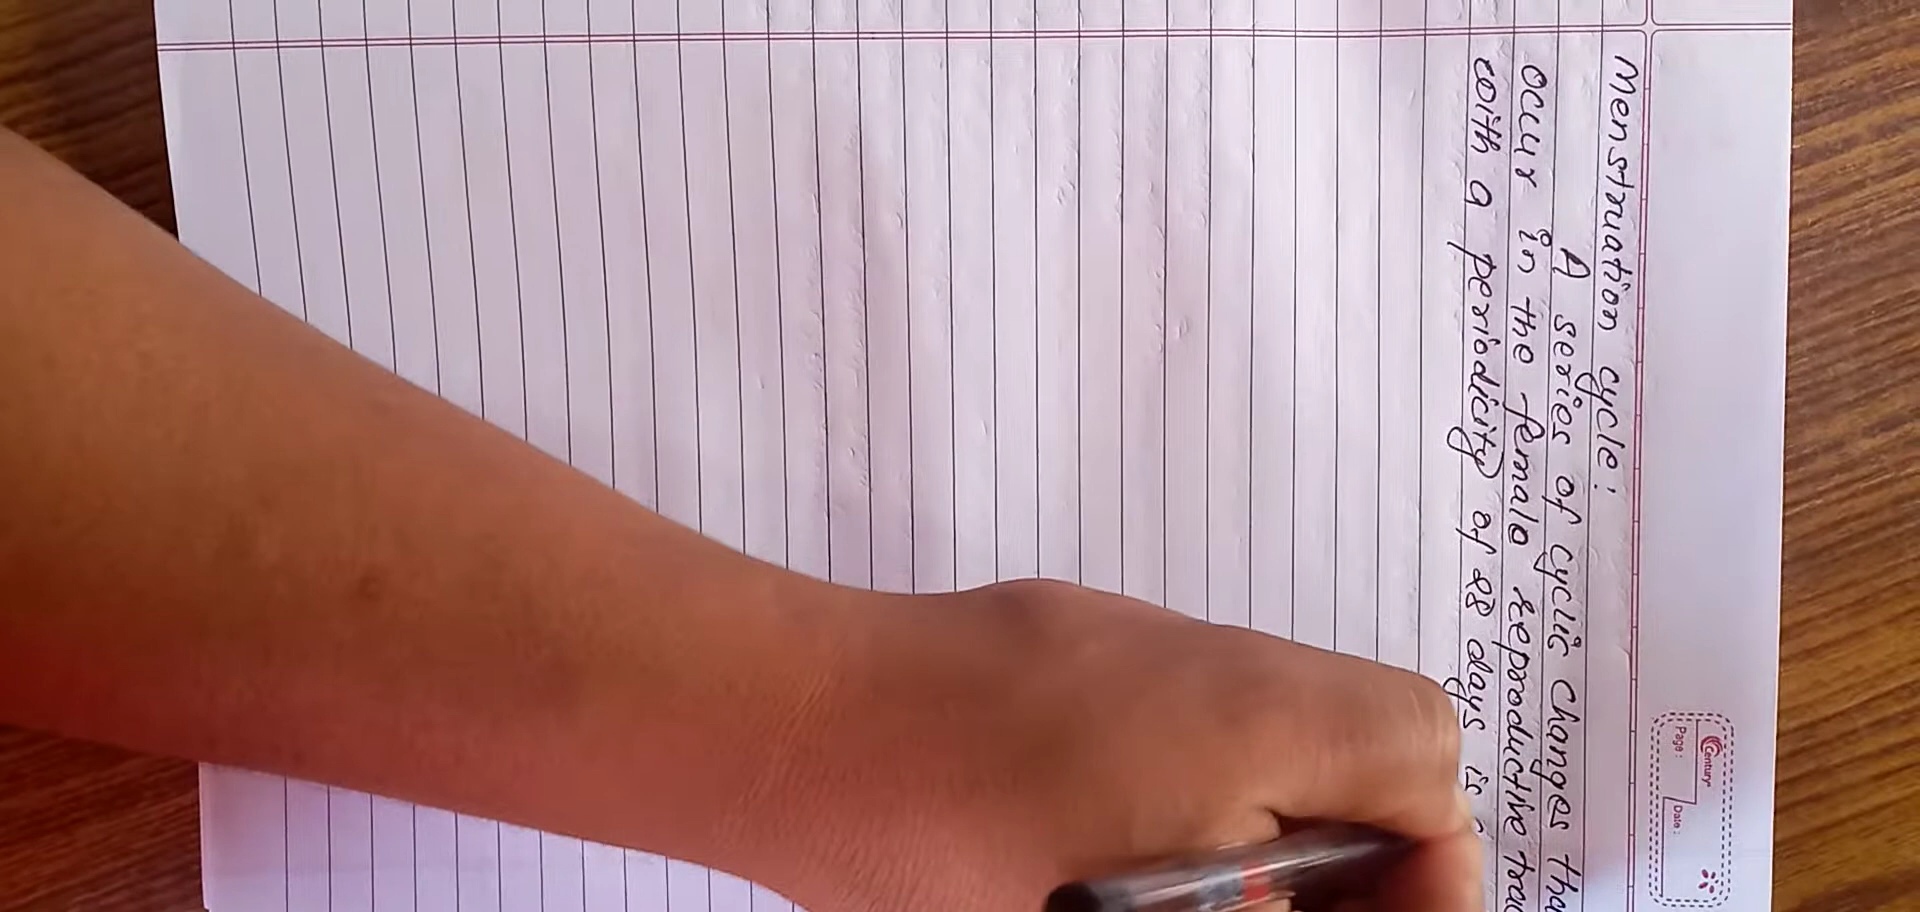 Century
Page :
Date :
Menstruation cycle :
A series of cyclic changes tha
occur in the female reproductive trac
with a periodicity of 28 days is